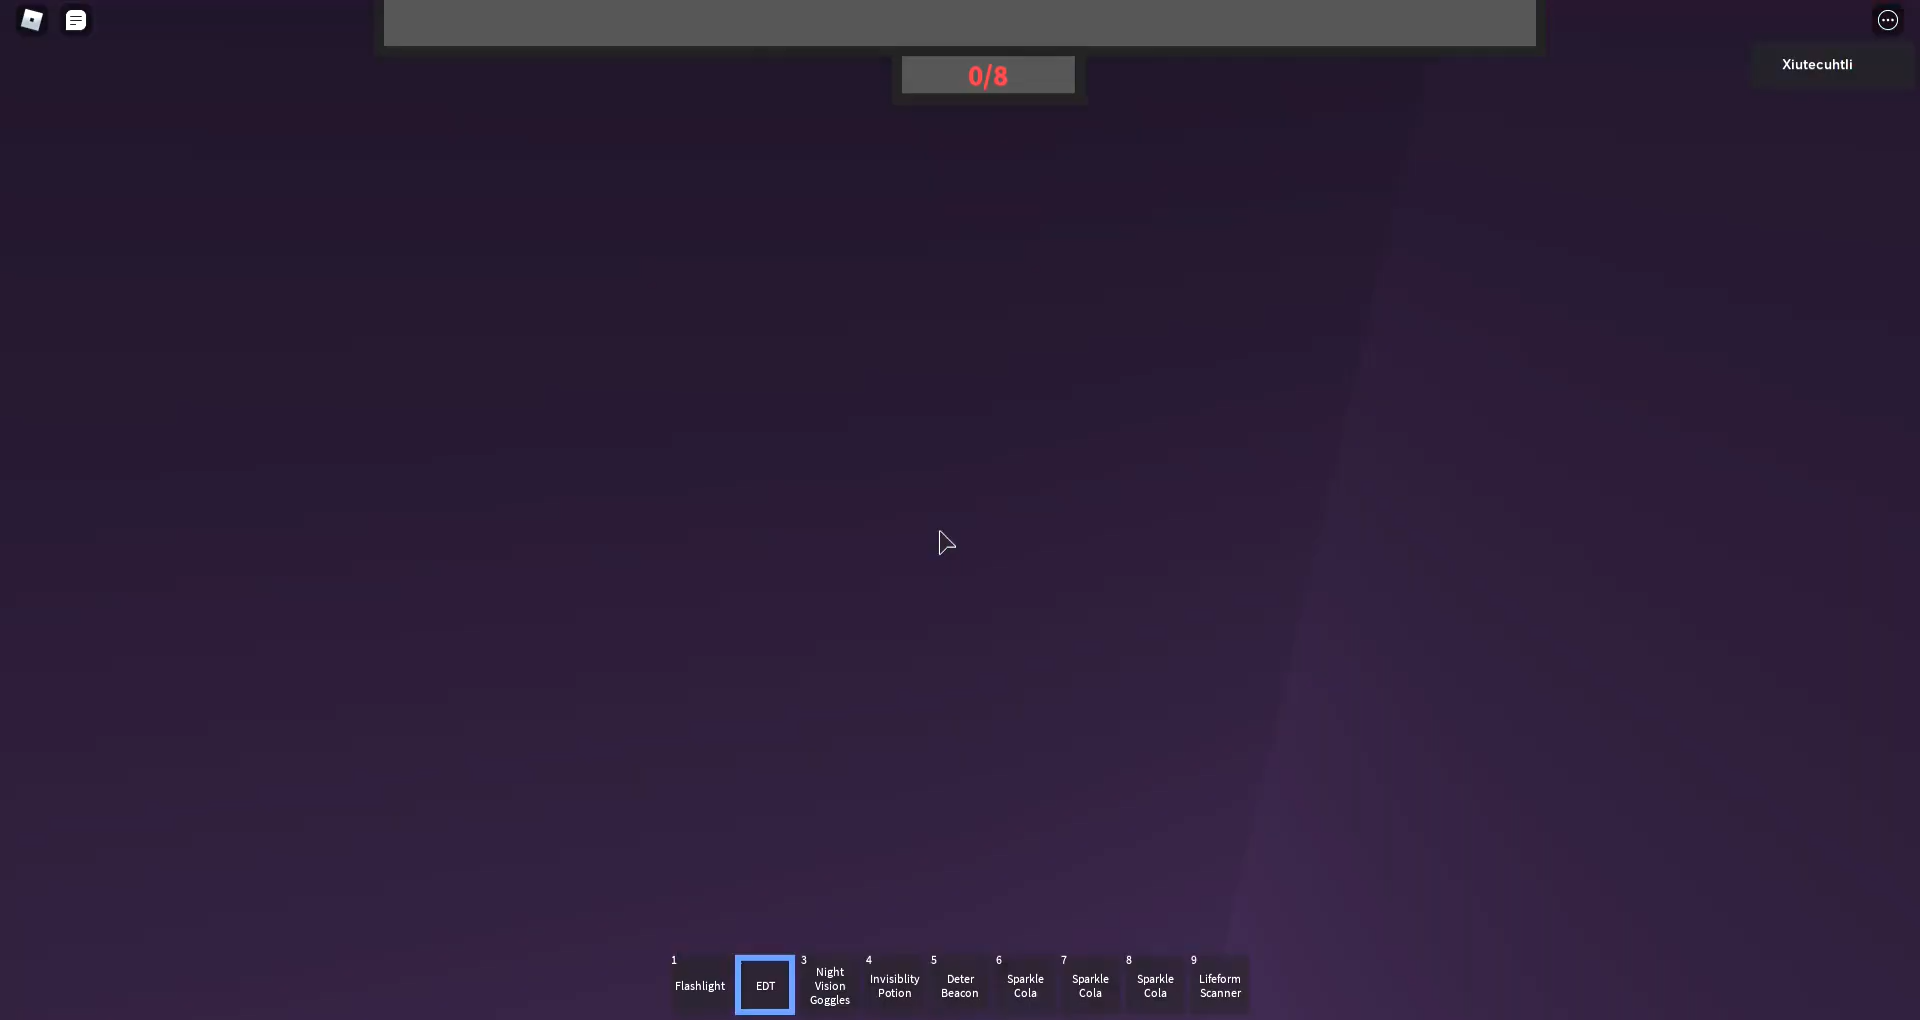 0/8
Xiutecuhtli
1
Flashlight
EDT
3
Night
Vision
Goggles
4
Invisiblity
Potion
5
Deter
Beacon
6
Sparkle
Cola
7
Sparkle
Cola
8
Sparkle
Cola
9
Lifeform
Scanner